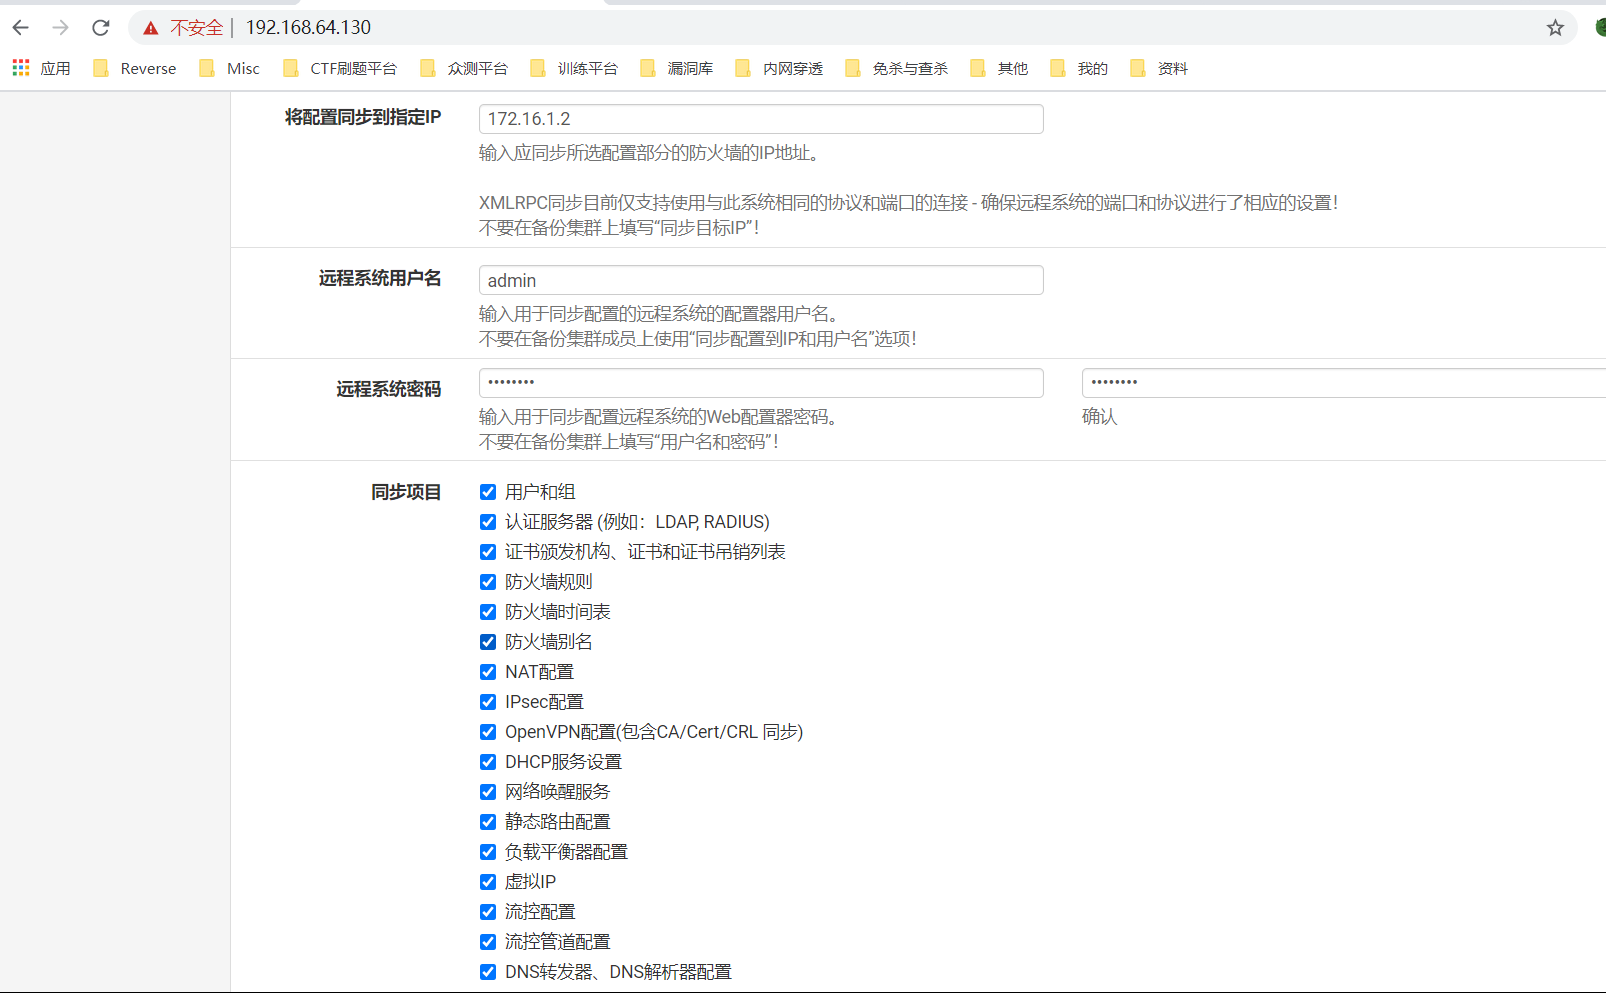 不安全 192.168.64.130
应用 Reverse Misc CTF刷题平台 众测平台 训练平台 漏洞库 内网穿透 免杀与查杀 其他 我的 资料
将配置同步到指定IP 172.16.1.2
输入应同步所选配置部分的防火墙的IP地址。
XMLRPC同步目前仅支持使用与此系统相同的协议和端口的连接 - 确保远程系统的端口和协议进行了相应的设置！
不要在备份集群上填写“同步目标IP”！
远程系统用户名 admin
输入用于同步配置的远程系统的配置器用户名。
不要在备份集群成员上使用“同步配置到IP和用户名”选项！
远程系统密码 •••••••• ••••••••
输入用于同步配置远程系统的Web配置器密码。 确认
不要在备份集群上填写“用户名和密码”！
同步项目 用户和组
认证服务器 (例如：LDAP, RADIUS)
证书颁发机构、证书和证书吊销列表
防火墙规则
防火墙时间表
防火墙别名
NAT配置
IPsec配置
OpenVPN配置(包含CA/Cert/CRL 同步)
DHCP服务设置
网络唤醒服务
静态路由配置
负载平衡器配置
虚拟IP
流控配置
流控管道配置
DNS转发器、DNS解析器配置